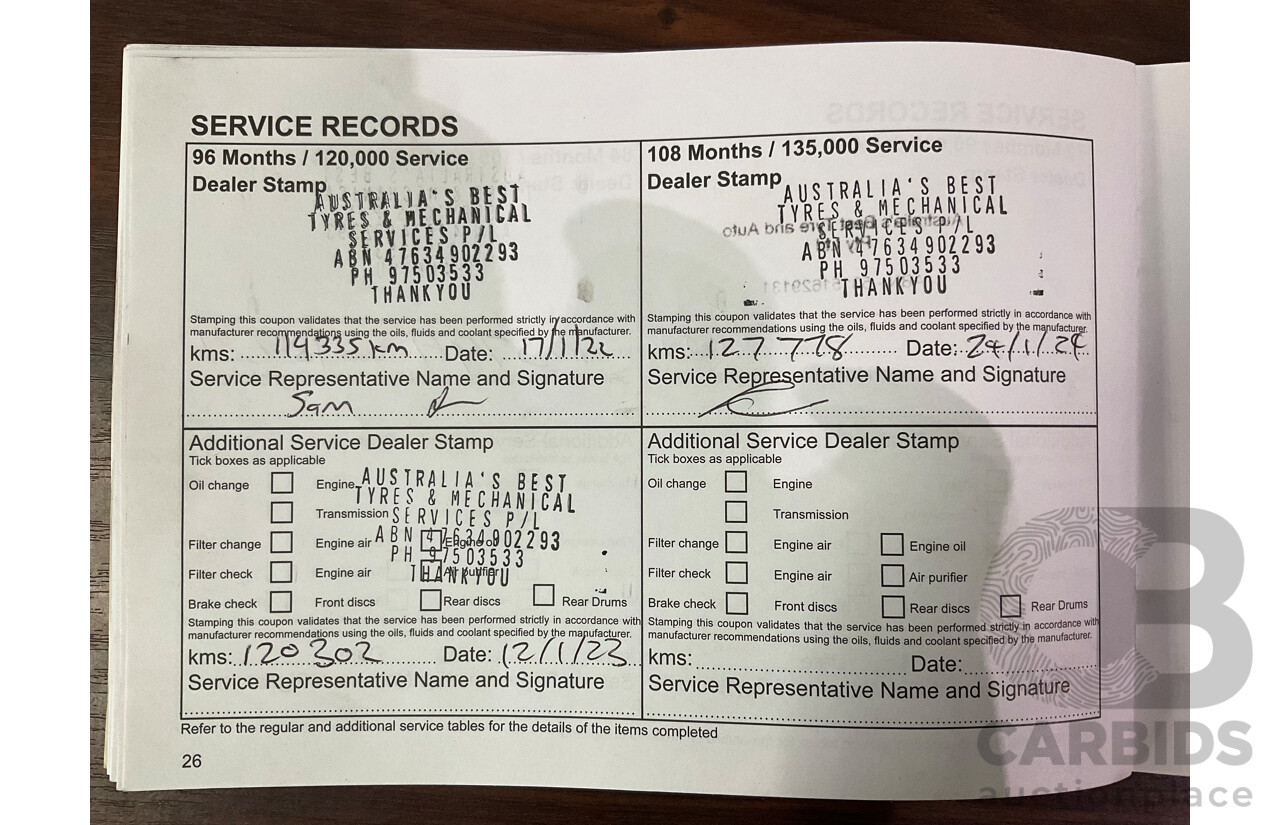 SERVICE RECORDS
96 Months / 120,000 Service
Dealer Stamp
AUSTRALIA'S BEST
TYRES & MECHANICAL
SERVICES P/L
ABN 47634902293
PH 97503533
THANKYOU
Stamping this coupon validates that the service has been performed strictly in accordance with
manufacturer recommendations using the oils, fluids and coolant specified by the manufacturer.
kms: 114335km Date: 17/1/22
Service Representative Name and Signature
Sam
108 Months / 135,000 Service
Dealer Stamp
AUSTRALIA'S BEST
TYRES & MECHANICAL
SERVICES P/L
ABN 47634902293
PH 97503533
THANKYOU
Stamping this coupon validates that the service has been performed strictly in accordance with
manufacturer recommendations using the oils, fluids and coolant specified by the manufacturer.
kms: 127778 Date: 24/1/24
Service Representative Name and Signature
Additional Service Dealer Stamp
Tick boxes as applicable
AUSTRALIA'S BEST
TYRES & MECHANICAL
SERVICES P/L
ABN 47634902293
PH 97503533
THANKYOU
Oil change Engine
Transmission
Filter change Engine air Engine oil
Filter check Engine air Air purifier
Brake check Front discs Rear discs Rear Drums
Stamping this coupon validates that the service has been performed strictly in accordance with
manufacturer recommendations using the oils, fluids and coolant specified by the manufacturer.
kms: 120302 Date: 12/1/23
Service Representative Name and Signature
Additional Service Dealer Stamp
Tick boxes as applicable
Oil change Engine
Transmission
Filter change Engine air Engine oil
Filter check Engine air Air purifier
Brake check Front discs Rear discs Rear Drums
Stamping this coupon validates that the service has been performed strictly in accordance with
manufacturer recommendations using the oils, fluids and coolant specified by the manufacturer.
kms: Date:
Service Representative Name and Signature
Refer to the regular and additional service tables for the details of the items completed
26
CARBIDS
auctionplace